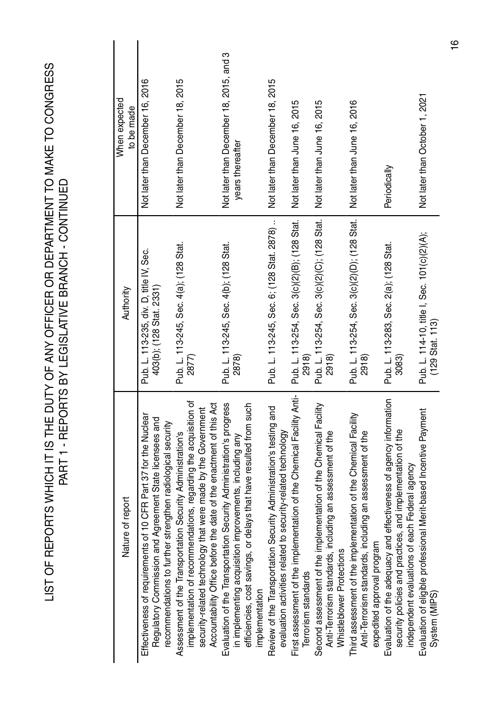 LIST OF REPORTS WHICH IT IS THE DUTY OF ANY OFFICER OR DEPARTMENT TO MAKE TO CONGRESS
PART 1 - REPORTS BY LEGISLATIVE BRANCH - CONTINUED
Nature of report
Authority
When expected
to be made
Effectiveness of requirements of 10 CFR Part 37 for the Nuclear
Regulatory Commission and Agreement State licensees and
recommendations to further strengthen radiological security
Pub. L. 113-235, div. D, title IV, Sec.
403(b); (128 Stat. 2331)
Not later than December 16, 2016
Assessment of the Transportation Security Administration's
implementation of recommendations, regarding the acquisition of
security-related technology that were made by the Government
Accountability Office before the date of the enactment of this Act
Pub. L. 113-245, Sec. 4(a); (128 Stat.
2877)
Not later than December 18, 2015
Evaluation of the Transportation Security Administration's progress
in implementing acquisition improvements, including any
efficiencies, cost savings, or delays that have resulted from such
implementation
Pub. L. 113-245, Sec. 4(b); (128 Stat.
2878)
Not later than December 18, 2015, and 3
years thereafter
Review of the Transportation Security Administration's testing and
evaluation activities related to security-related technology
Pub. L. 113-245, Sec. 6; (128 Stat. 2878) ..
Not later than December 18, 2015
First assessment of the implementation of the Chemical Facility Anti-
Terrorism standards
Pub. L. 113-254, Sec. 3(c)(2)(B); (128 Stat.
2918)
Not later than June 16, 2015
Second assessment of the implementation of the Chemical Facility
Anti-Terrorism standards, including an assessment of the
Whistleblower Protections
Pub. L. 113-254, Sec. 3(c)(2)(C); (128 Stat.
2918)
Not later than June 16, 2015
Third assessment of the implementation of the Chemical Facility
Anti-Terrorism standards, including an assessment of the
expedited approval program
Pub. L. 113-254, Sec. 3(c)(2)(D); (128 Stat.
2918)
Not later than June 16, 2016
Evaluation of the adequacy and effectiveness of agency information
security policies and practices, and implementation of the
independent evaluations of each Federal agency
Pub. L. 113-283, Sec. 2(a); (128 Stat.
3083)
Periodically
Evaluation of eligible professional Merit-based Incentive Payment
System (MIPS)
Pub. L. 114-10, title I, Sec. 101(c)(2)(A);
(129 Stat. 113)
Not later than October 1, 2021
16